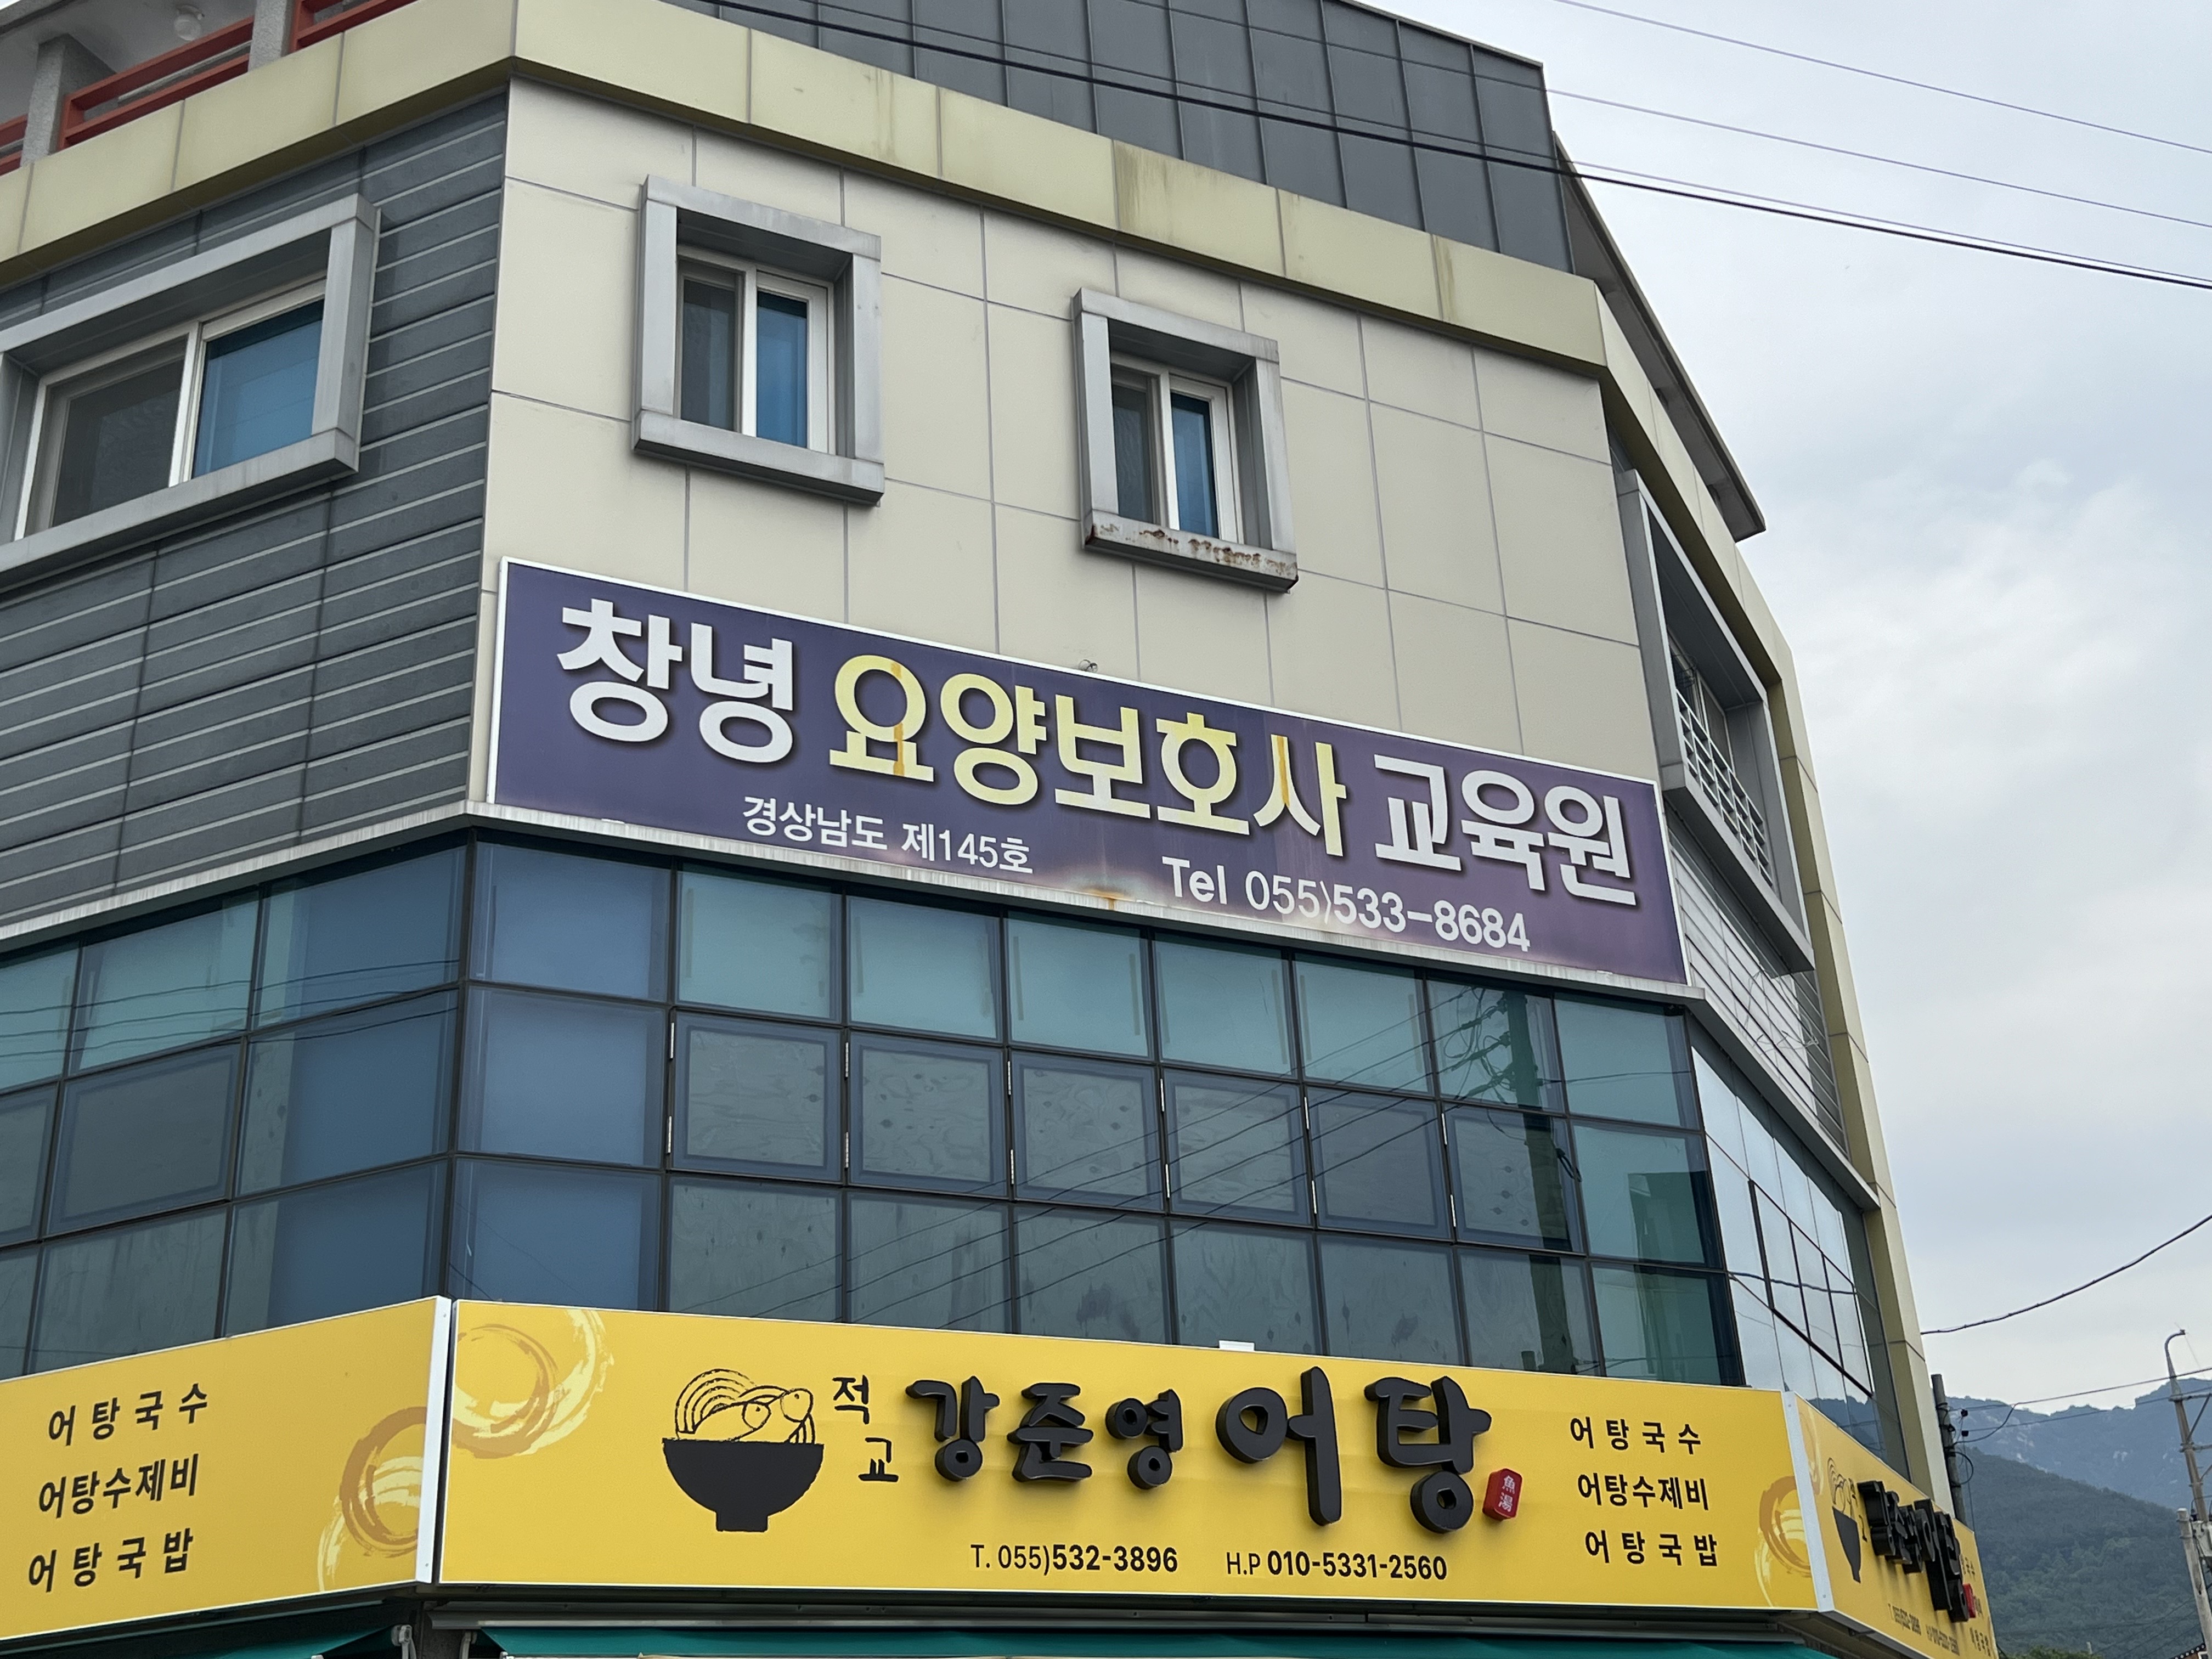 창녕 요양보호사 교육원
경상남도 제145호
Tel 055)533-8684
어탕국수
어탕수제비
어탕국밥
적교
강준영 어탕
魚湯
T. 055)532-3896
H.P 010-5331-2560
어탕국수
어탕수제비
어탕국밥